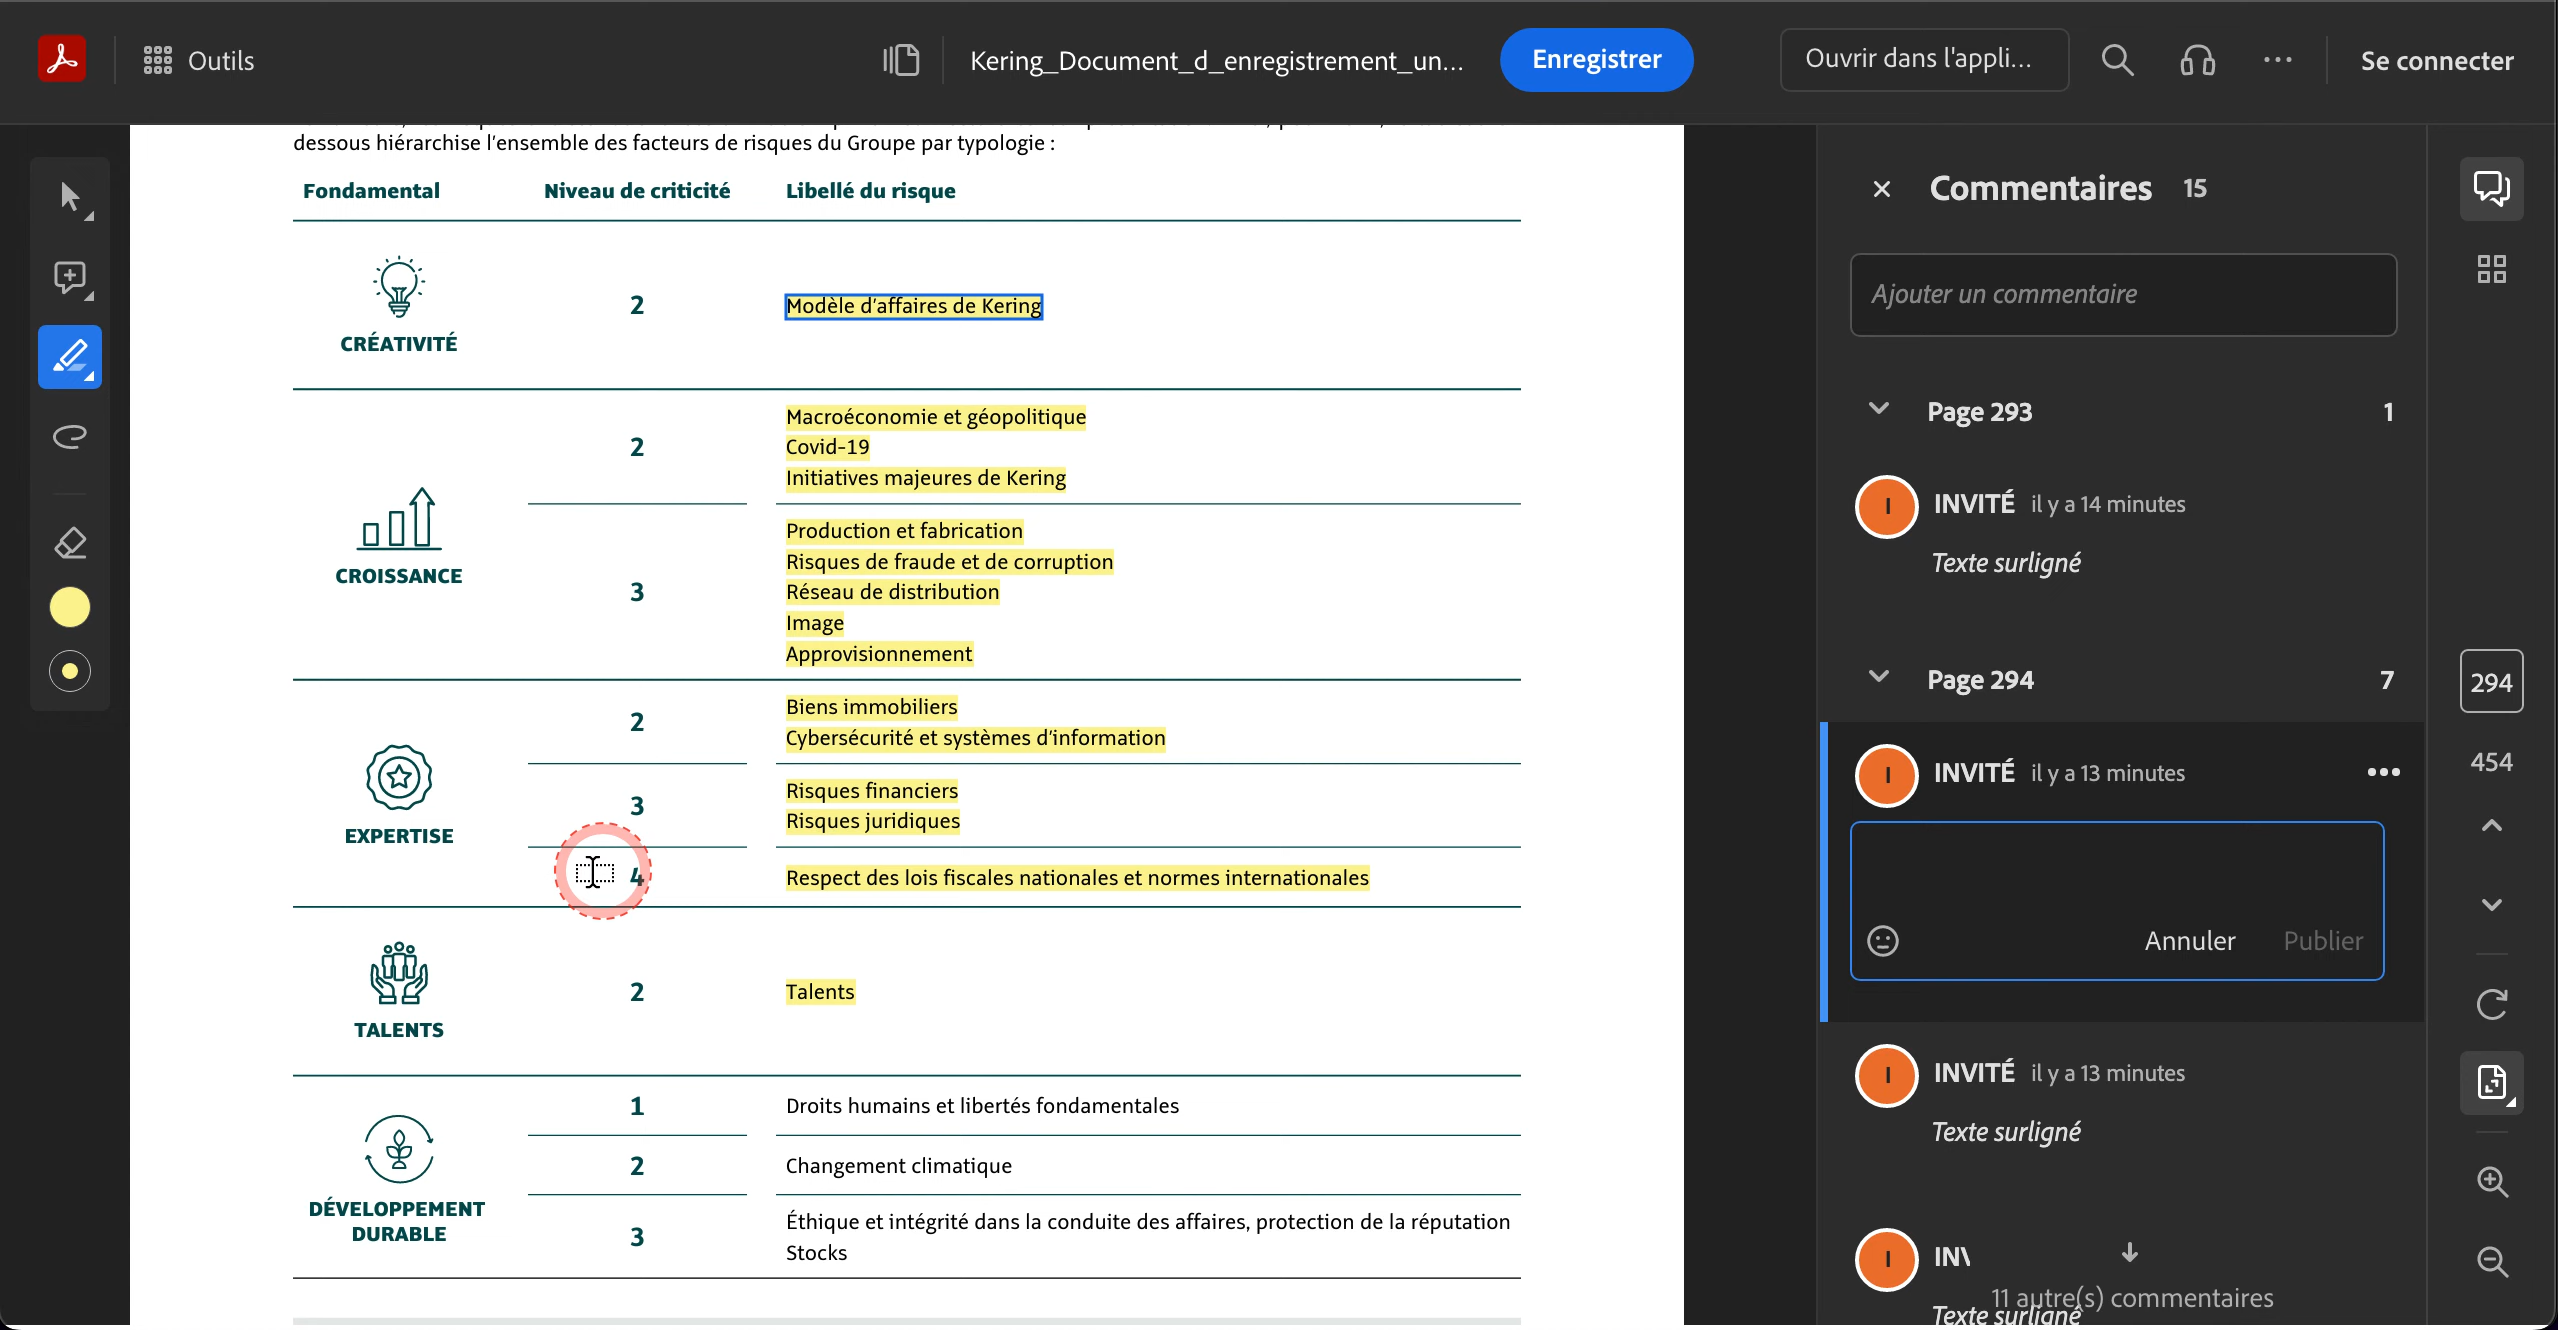 Outils
Kering_Document_d_enregistrement_un...
Enregistrer
Ouvrir dans l'appli...
Se connecter
dessous hiérarchise l'ensemble des facteurs de risques du Groupe par typologie :
Fondamental Niveau de criticité Libellé du risque
CRÉATIVITÉ
2
Modèle d'affaires de Kering
CROISSANCE
2
Macroéconomie et géopolitique
Covid-19
Initiatives majeures de Kering
3
Production et fabrication
Risques de fraude et de corruption
Réseau de distribution
Image
Approvisionnement
EXPERTISE
2
Biens immobiliers
Cybersécurité et systèmes d'information
3
Risques financiers
Risques juridiques
4
Respect des lois fiscales nationales et normes internationales
TALENTS
2
Talents
DÉVELOPPEMENT
DURABLE
1
Droits humains et libertés fondamentales
2
Changement climatique
3
Éthique et intégrité dans la conduite des affaires, protection de la réputation
Stocks
Commentaires 15
Ajouter un commentaire
Page 293 1
I INVITÉ il y a 14 minutes
Texte surligné
Page 294 7
I INVITÉ il y a 13 minutes
Annuler Publier
I INVITÉ il y a 13 minutes
Texte surligné
I INV
11 autre(s) commentaires
Texte surligné
294
454